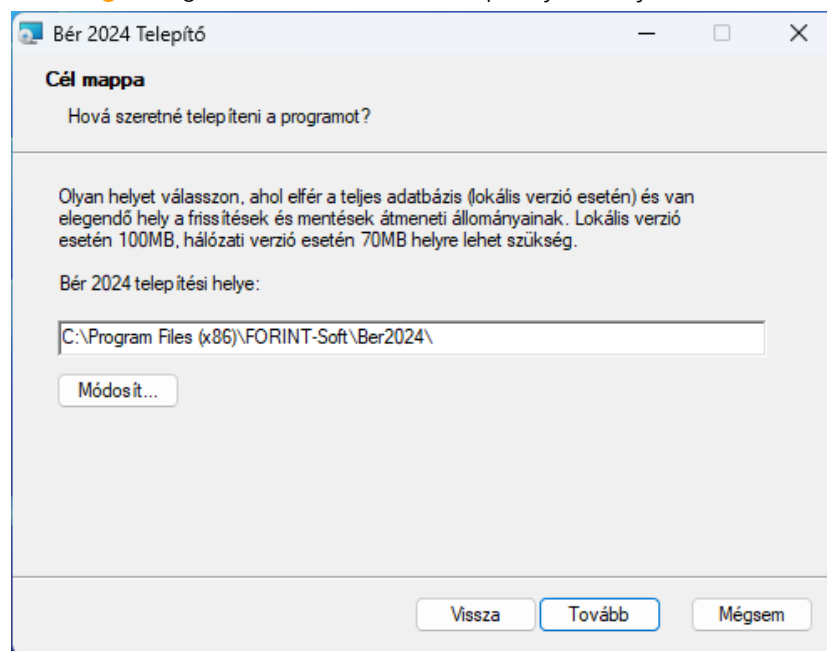 Bér 2024 Telepítő
Cél mappa
Hová szeretné telepíteni a programot?
Olyan helyet válasszon, ahol elfér a teljes adatbázis (lokális verzió esetén) és van
elegendő hely a frissítések és mentések átmeneti állományainak. Lokális verzió
esetén 100MB, hálózati verzió esetén 70MB helyre lehet szükség.
Bér 2024 telepítési helye:
C:\Program Files (x86)\FORINT-Soft\Ber2024\
Módosít...
Vissza Tovább Mégsem